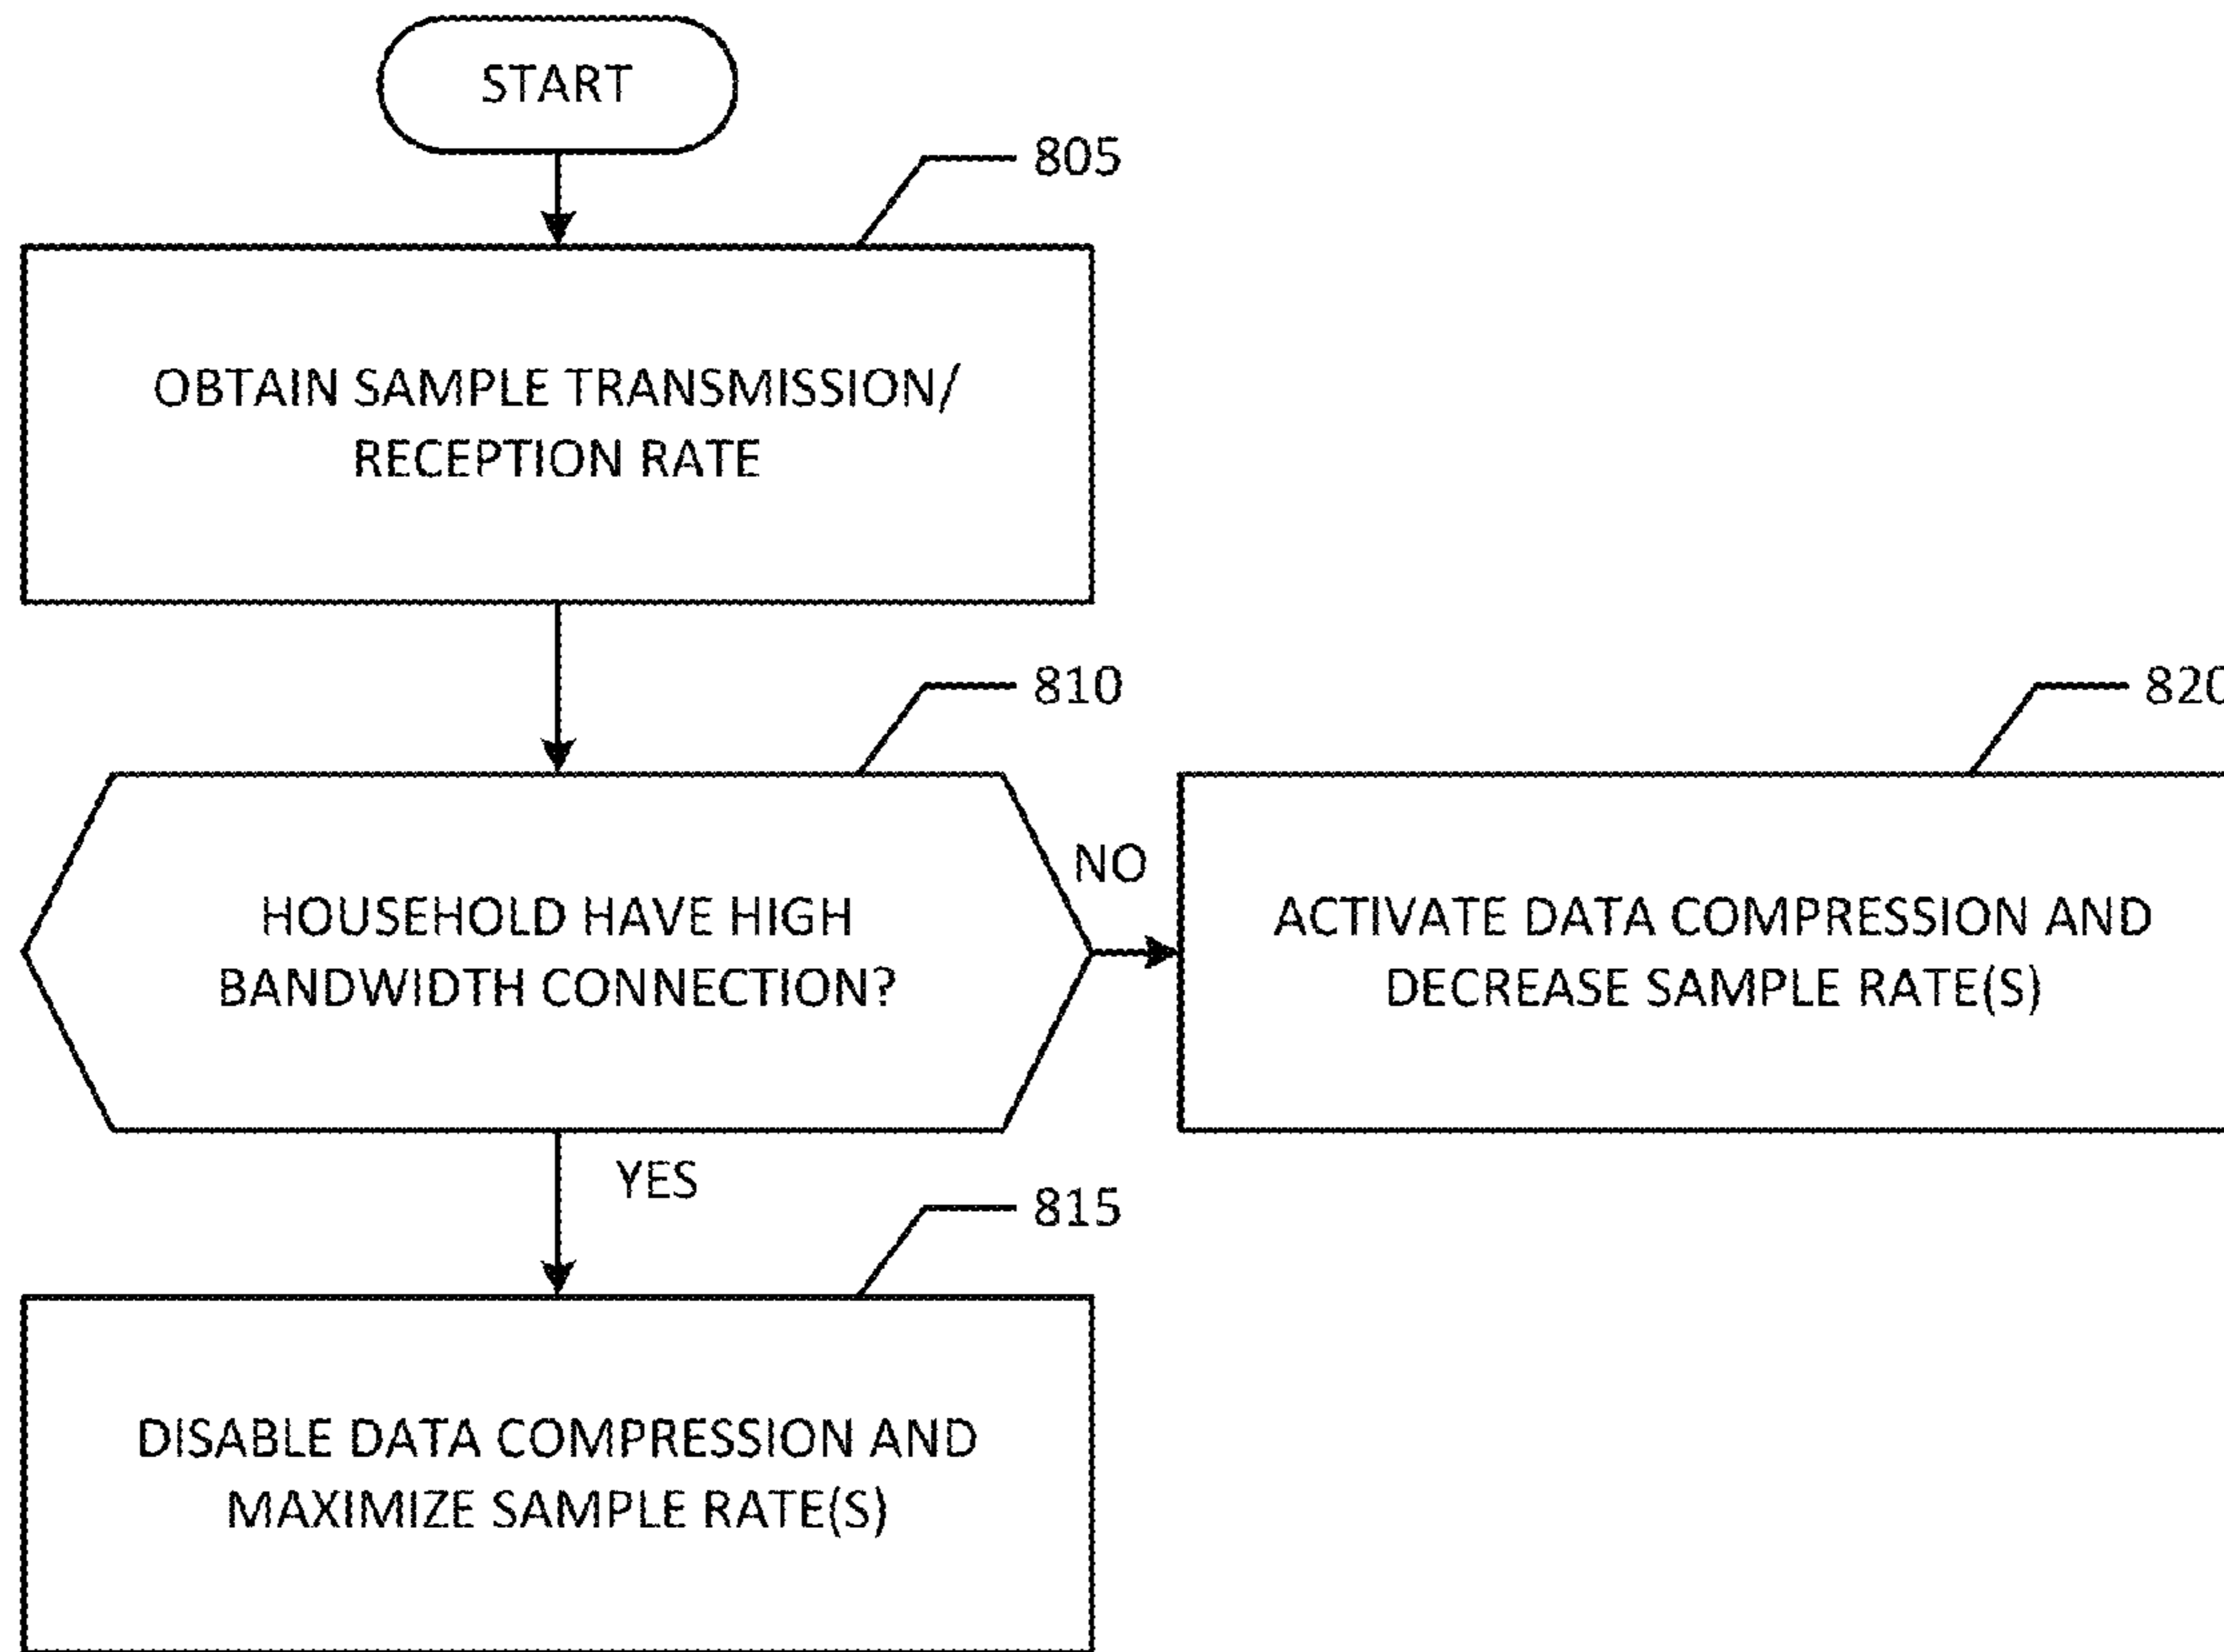 START
805
OBTAIN SAMPLE TRANSMISSION/
RECEPTION RATE
810
820
HOUSEHOLD HAVE HIGH
BANDWIDTH CONNECTION?
NO
ACTIVATE DATA COMPRESSION AND
DECREASE SAMPLE RATE(S)
YES
815
DISABLE DATA COMPRESSION AND
MAXIMIZE SAMPLE RATE(S)